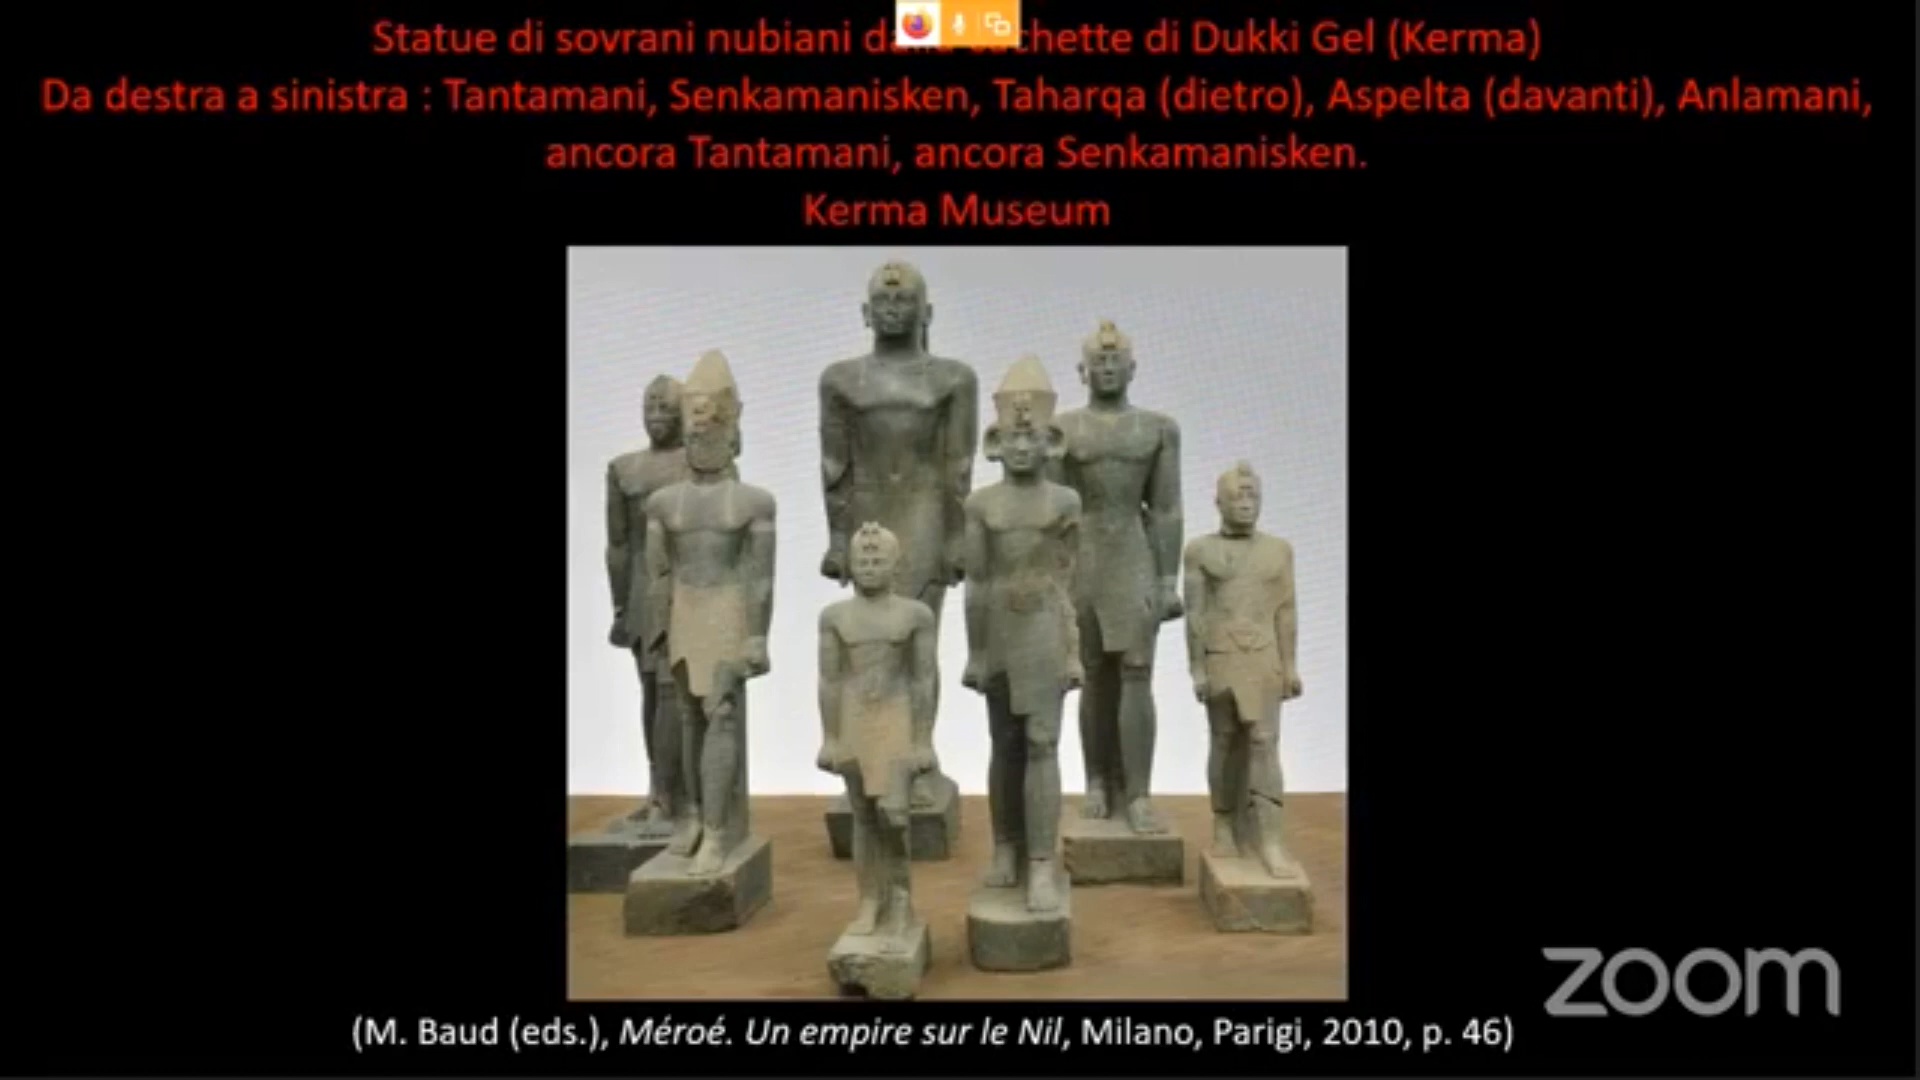 Statue di sovrani nubiani chette di Dukki Gel (Kerma)
Da destra a sinistra : Tantamani, Senkamanisken, Taharqa (dietro), Aspelta (davanti), Anlamani,
ancora Tantamani, ancora Senkamanisken.
Kerma Museum
zoom
(M. Baud (eds.), Méroé. Un empire sur le Nil, Milano, Parigi, 2010, p. 46)